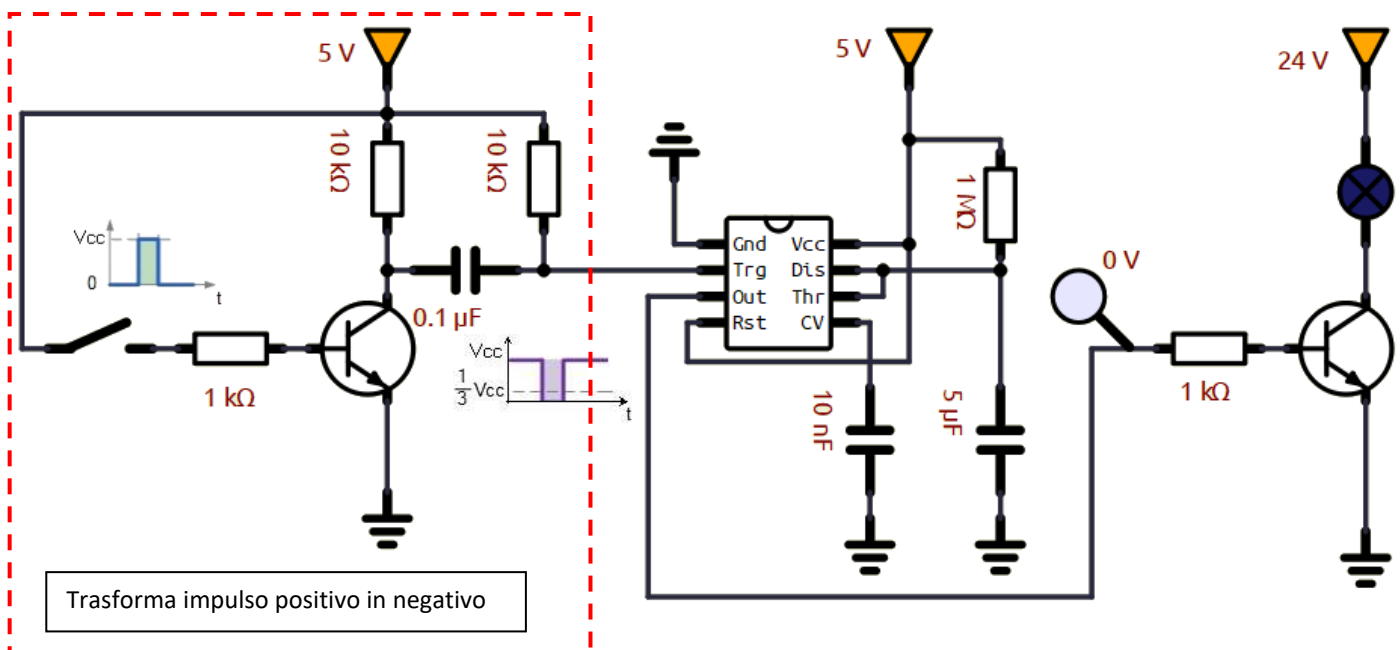 5 V
5 V
24 V
10 kΩ
10 kΩ
1 MΩ
Vcc
0
t
Gnd Vcc
Trg Dis
Out Thr
Rst CV
0 V
0.1 µF
1 kΩ
Vcc
1/3 Vcc
t
10 nF
5 µF
1 kΩ
Trasforma impulso positivo in negativo